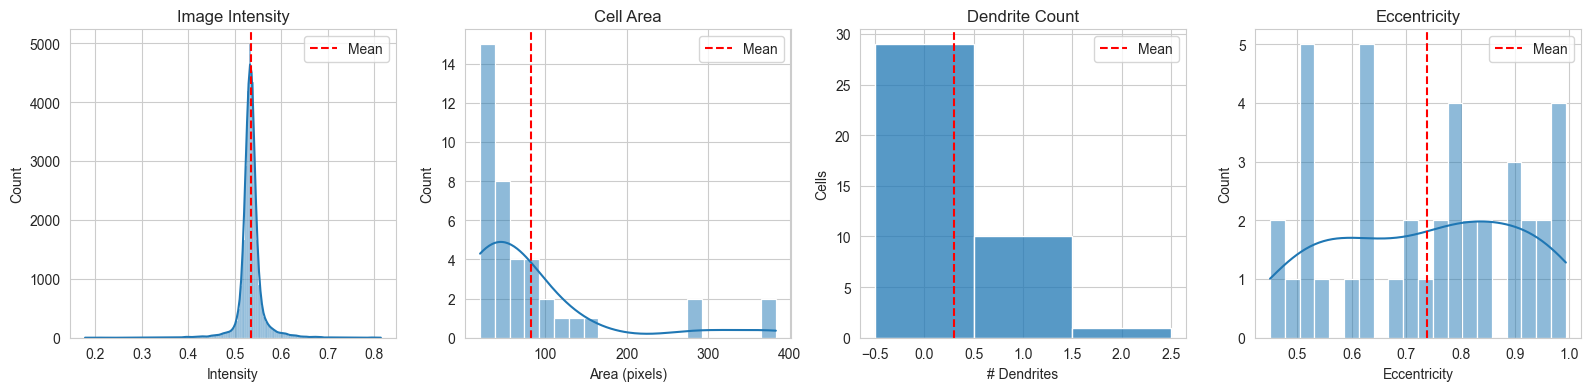 Image Intensity
Mean
5000
4000
3000
2000
1000
0
Count
0.2 0.3 0.4 0.5 0.6 0.7 0.8
Intensity
Cell Area
Mean
14
12
10
8
6
4
2
0
Count
100 200 300 400
Area (pixels)
Dendrite Count
Mean
30
25
20
15
10
5
0
Cells
−0.5 0.0 0.5 1.0 1.5 2.0 2.5
# Dendrites
Eccentricity
Mean
5
4
3
2
1
0
Count
0.5 0.6 0.7 0.8 0.9 1.0
Eccentricity